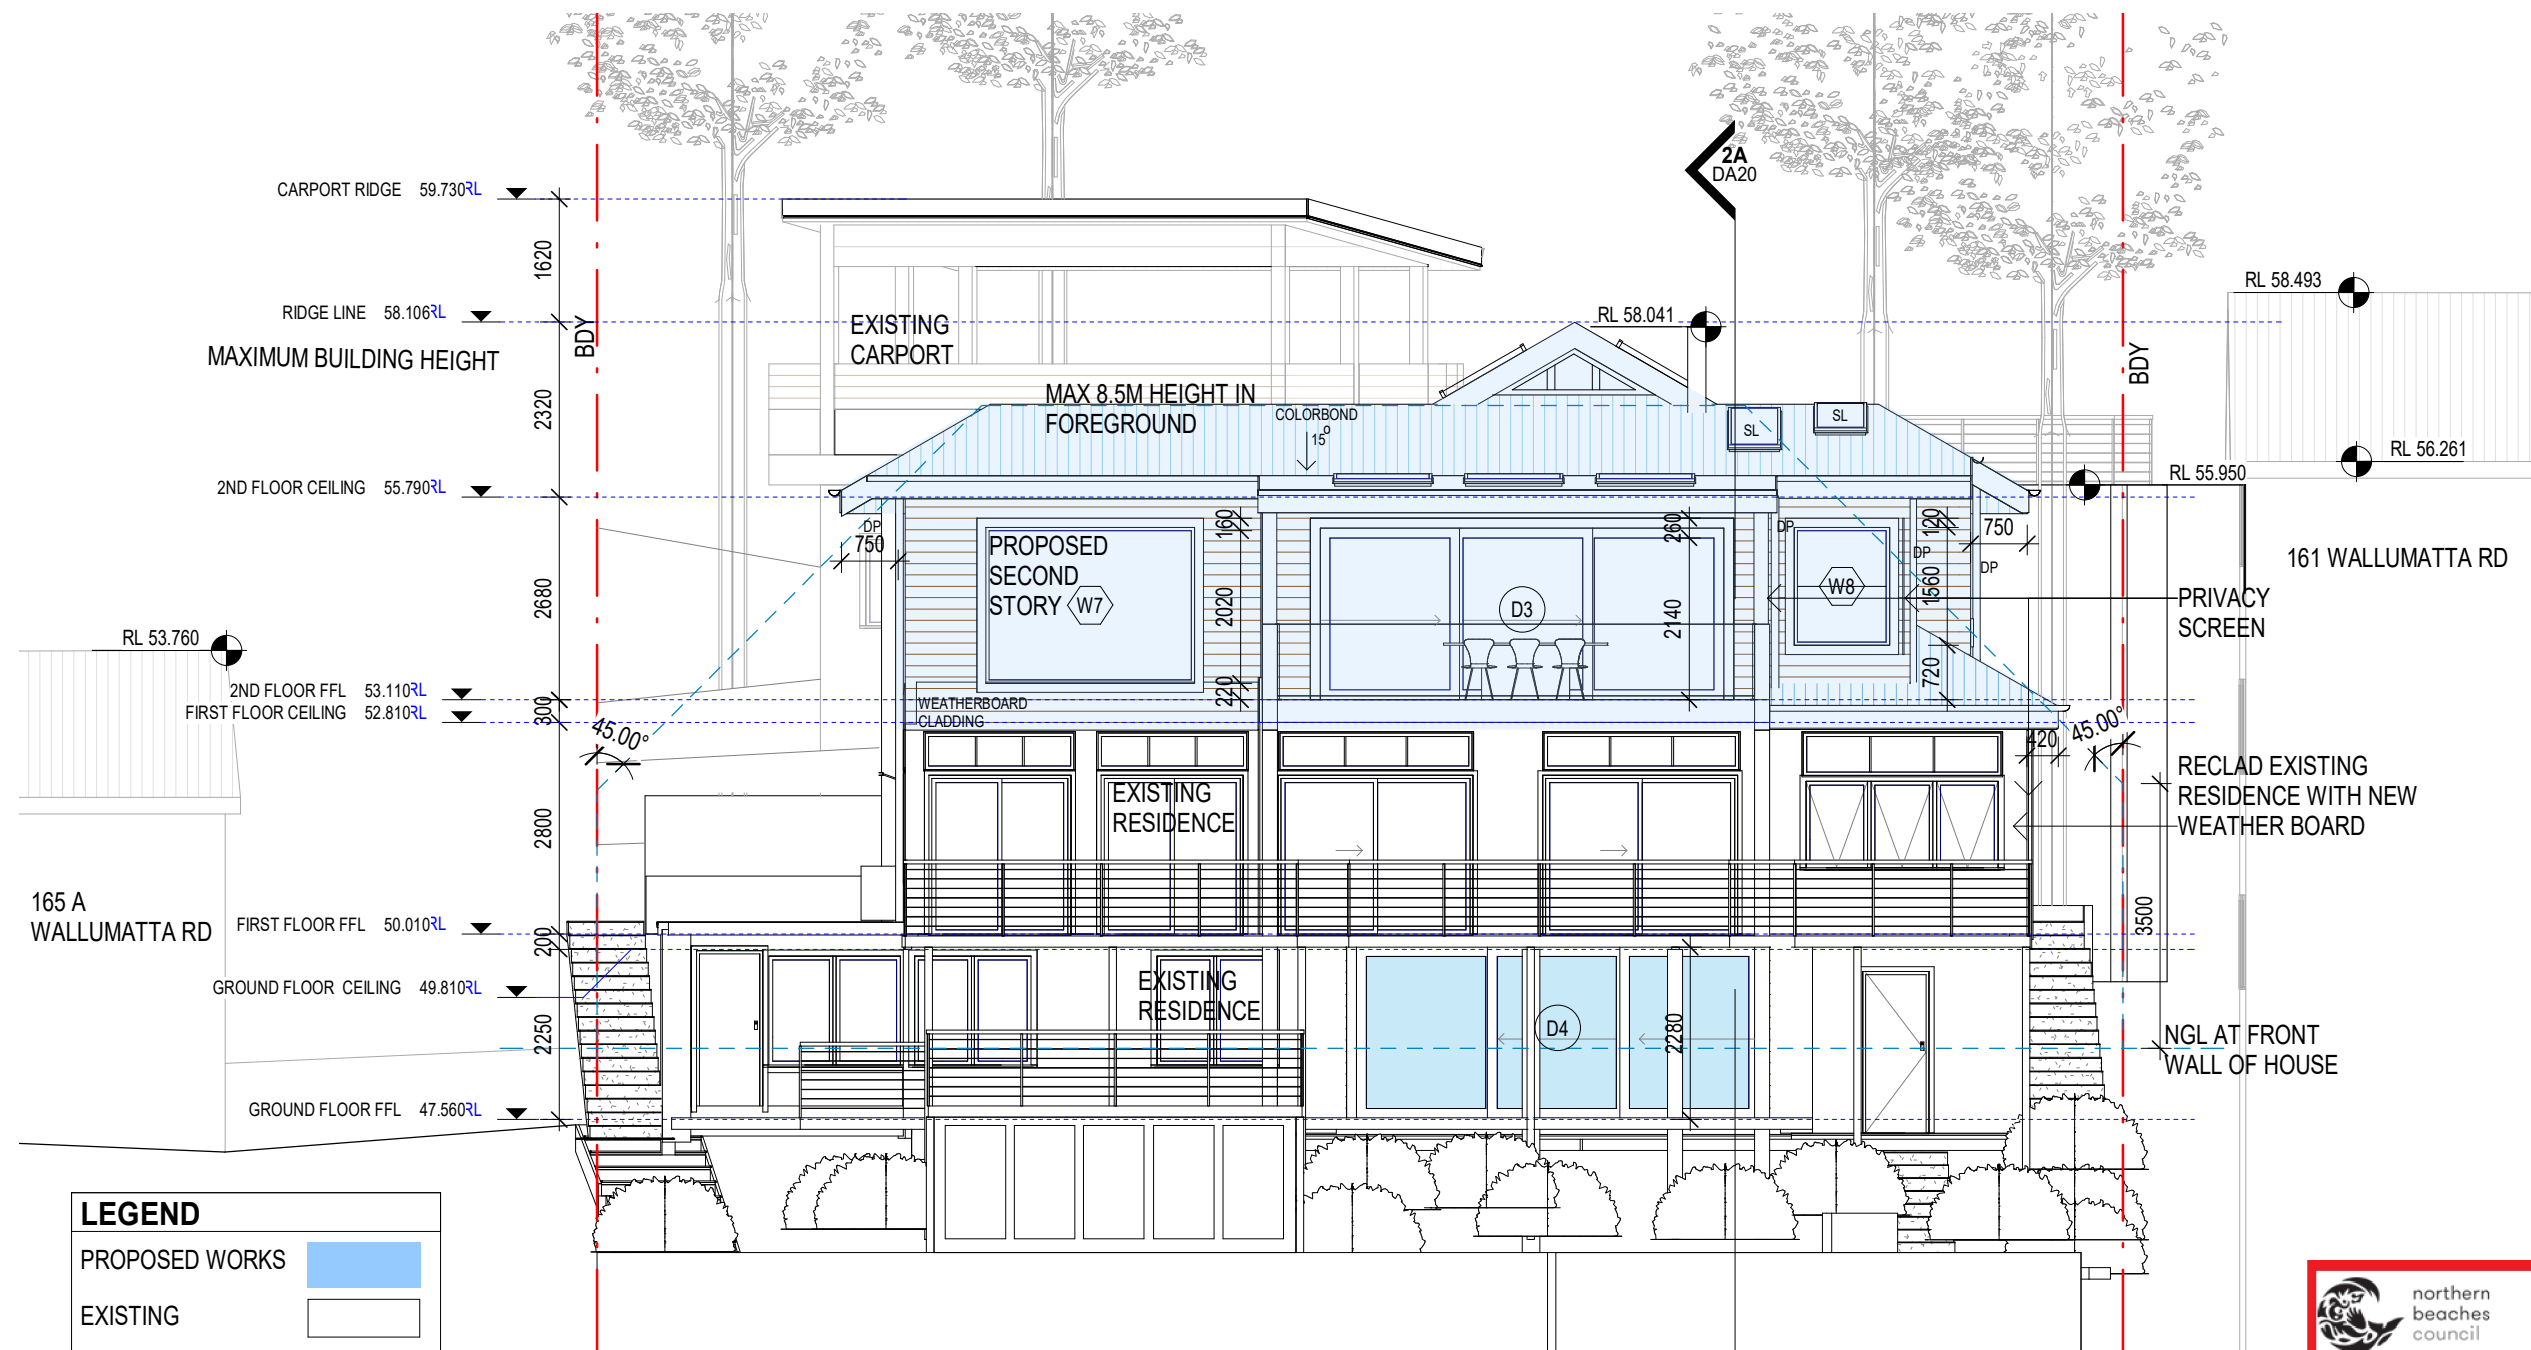 2A
DA20
CARPORT RIDGE 59.730RL
1620
RIDGE LINE 58.106RL
MAXIMUM BUILDING HEIGHT
BDY
2320
EXISTING
CARPORT
RL 58.041
RL 58.493
BDY
MAX 8.5M HEIGHT IN
FOREGROUND
COLORBOND
15°
SL
SL
RL 56.261
RL 55.950
2ND FLOOR CEILING 55.790RL
DP
750
PROPOSED
SECOND
STORY
W7
160
2020
220
D3
260
2140
DP
W8
120
DP
1560
720
750
DP
161 WALLUMATTA RD
PRIVACY
SCREEN
2680
RL 53.760
2ND FLOOR FFL 53.110RL
300
FIRST FLOOR CEILING 52.810RL
WEATHERBOARD
CLADDING
45.00°
420
45.00°
2800
EXISTING
RESIDENCE
RECLAD EXISTING
RESIDENCE WITH NEW
WEATHER BOARD
3500
165 A
WALLUMATTA RD
FIRST FLOOR FFL 50.010RL
200
GROUND FLOOR CEILING 49.810RL
EXISTING
RESIDENCE
2250
D4
2280
NGL AT FRONT
WALL OF HOUSE
GROUND FLOOR FFL 47.560RL
LEGEND
PROPOSED WORKS
EXISTING
northern
beaches
council